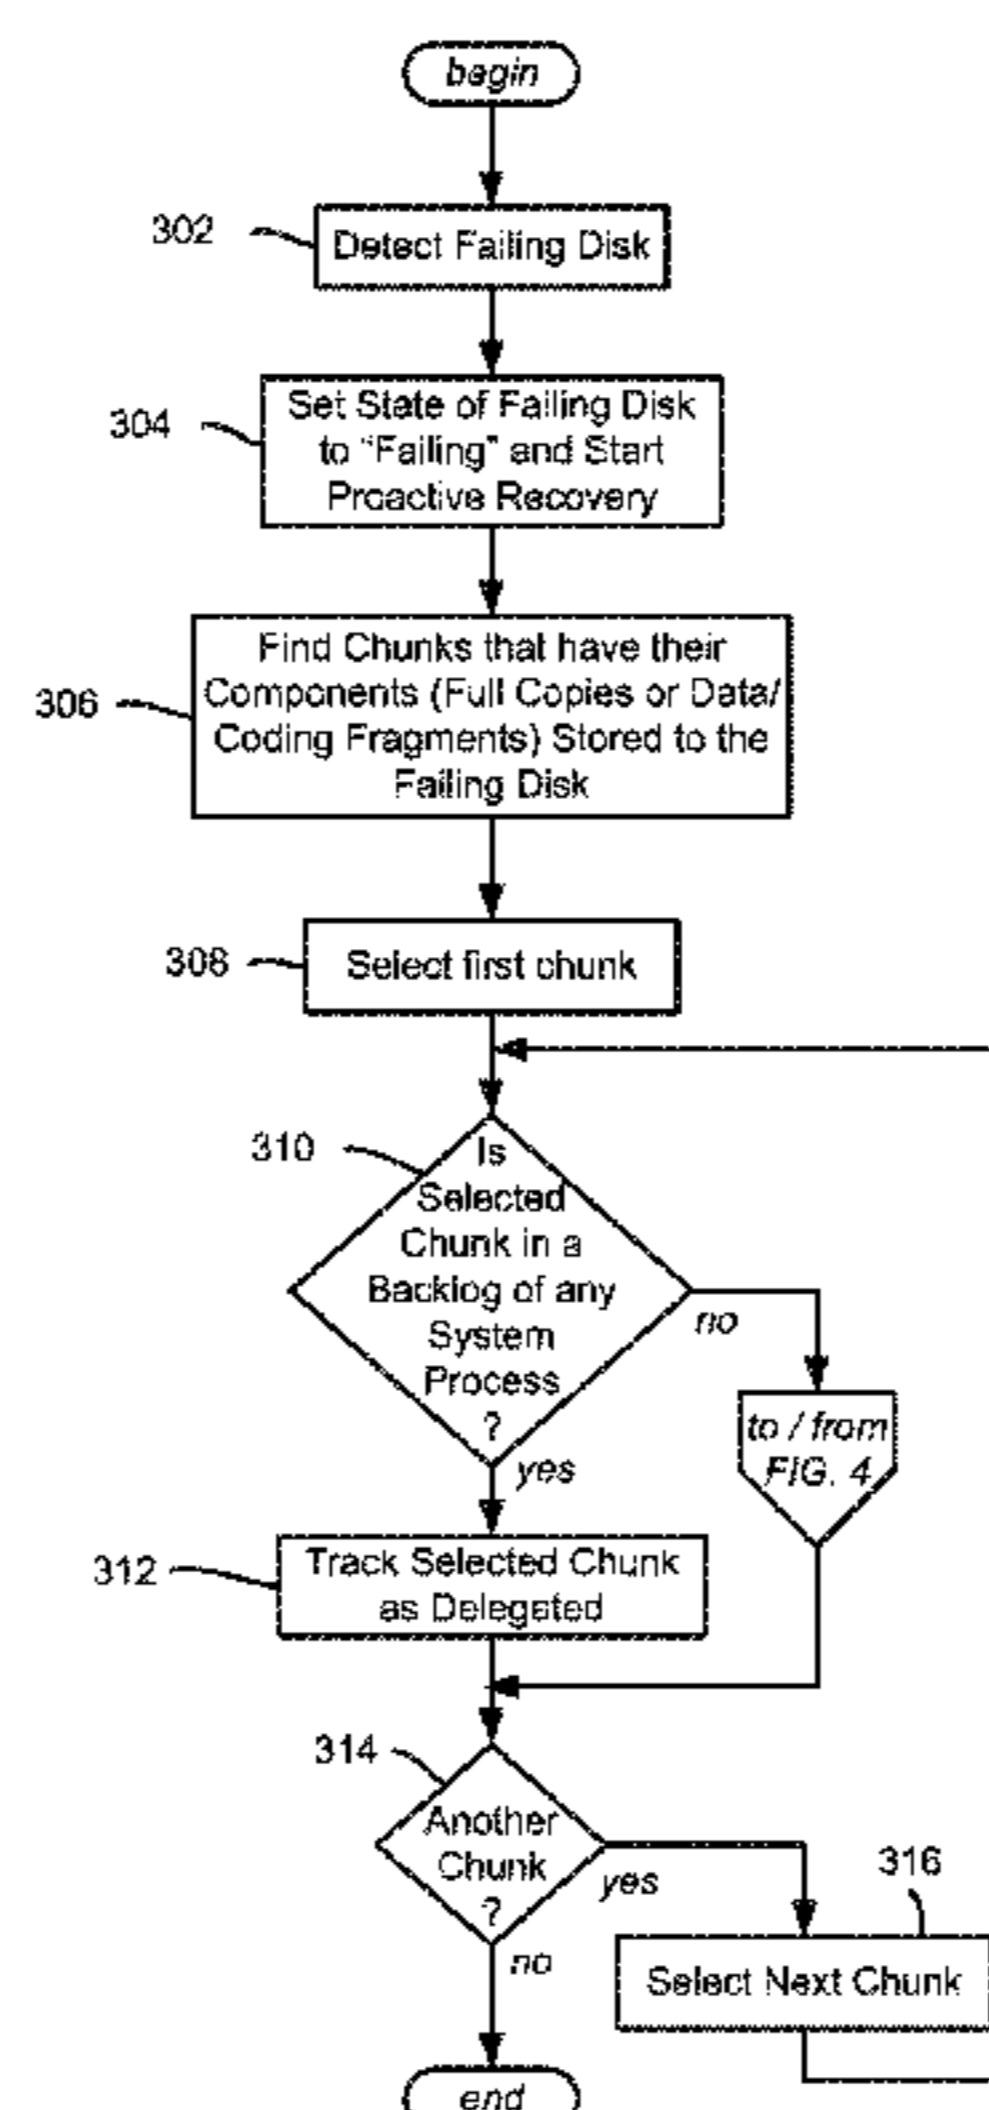 begin
302
Detect Failing Disk
304
Set State of Failing Disk
to "Failing" and Start
Proactive Recovery
306
Find Chunks that have their
Components (Full Copies or Data/
Coding Fragments) Stored to the
Failing Disk
308
Select first chunk
310
Is
Selected
Chunk in a
Backlog of any
System
Process
?
no
yes
to / from
FIG. 4
312
Track Selected Chunk
as Delegated
314
Another
Chunk
?
yes
no
316
Select Next Chunk
end